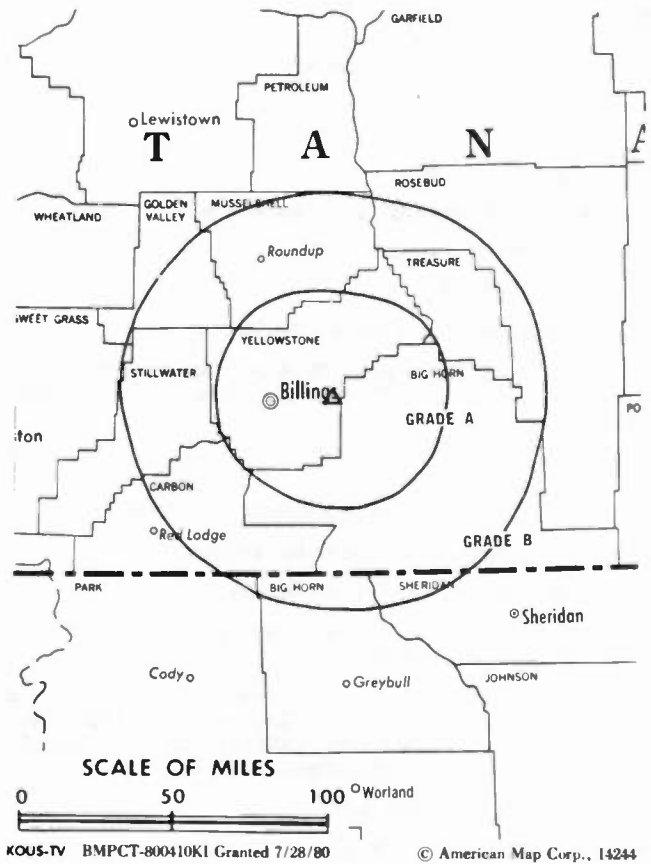 GARFIELD
PETROLEUM
Lewistown
T A N A
ROSEBUD
WHEATLAND
GOLDEN
VALLEY
MUSSELSHELL
Roundup
TREASURE
SWEET GRASS
YELLOWSTONE
STILLWATER
BIG HORN
Billings
GRADE A
PO
ston
CARBON
Red Lodge
GRADE B
PARK
BIG HORN
SHERIDAN
Sheridan
Cody
Greybull
JOHNSON
SCALE OF MILES
0 50 100
Worland
KOUS-TV BMPCT-800410KI Granted 7/28/80 © American Map Corp., 14244